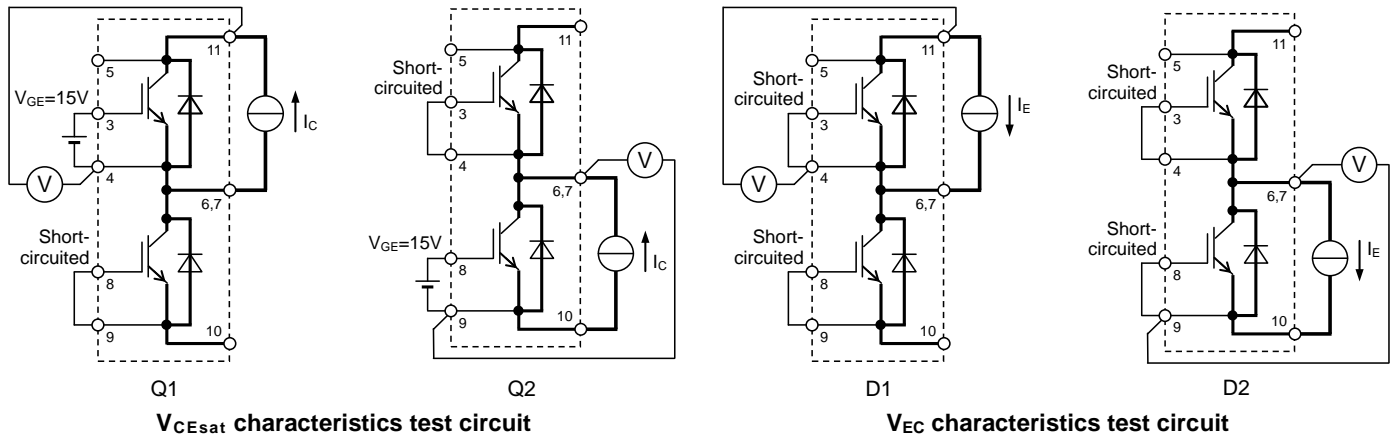 11
5
V_GE=15V
3
I_C
4
V
6,7
Short-
circuited
8
9
10
Q1
11
5
Short-
circuited
3
4
V
6,7
V_GE=15V
8
I_C
9
10
Q2
V_CEsat characteristics test circuit
11
5
Short-
circuited
3
I_E
4
V
6,7
Short-
circuited
8
9
10
D1
11
5
Short-
circuited
3
4
V
6,7
Short-
circuited
8
I_E
9
10
D2
V_EC characteristics test circuit